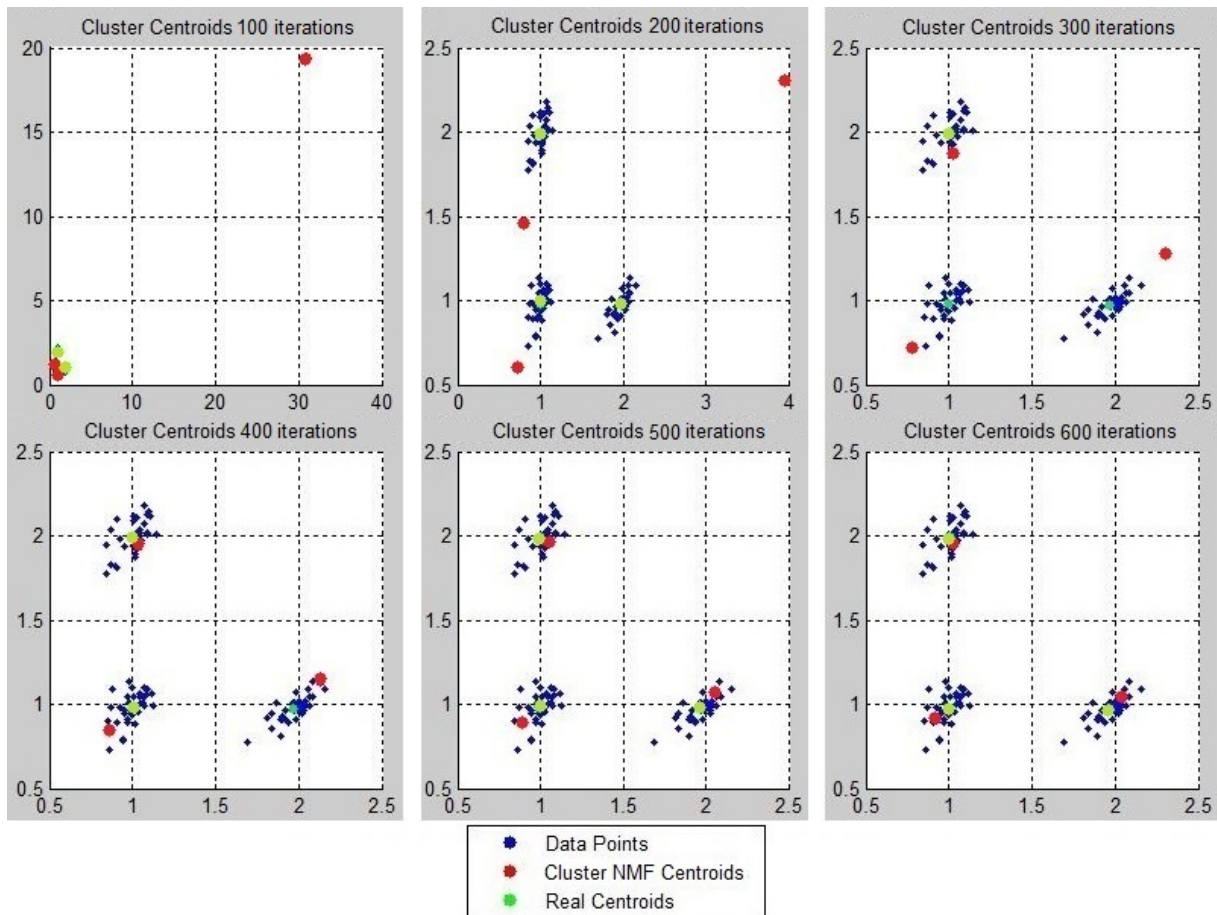 Cluster Centroids 100 iterations
Cluster Centroids 200 iterations
Cluster Centroids 300 iterations
20
15
10
5
0
0 10 20 30 40
2.5
2
1.5
1
0.5
0 1 2 3 4
2.5
2
1.5
1
0.5
0.5 1 1.5 2 2.5
Cluster Centroids 400 iterations
Cluster Centroids 500 iterations
Cluster Centroids 600 iterations
2.5
2
1.5
1
0.5
0.5 1 1.5 2 2.5
2.5
2
1.5
1
0.5
0.5 1 1.5 2 2.5
2.5
2
1.5
1
0.5
0.5 1 1.5 2 2.5
Data Points
Cluster NMF Centroids
Real Centroids